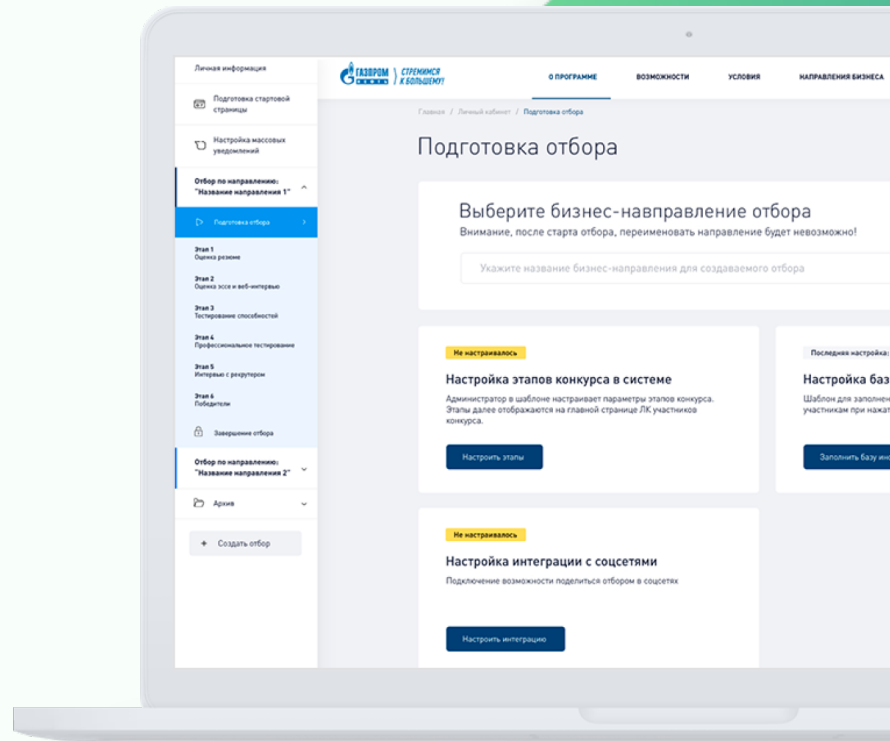 Личная информация
Подготовка стартовой
страницы
Настройка массовых
уведомлений
Отбор по направлению:
"Название направления 1"
Подготовка отбора
Этап 1
Оценка резюме
Этап 2
Оценка эссе и веб-интервью
Этап 3
Тестирование способностей
Этап 4
Профессиональное тестирование
Этап 5
Интервью с рекрутером
Этап 6
Победители
Завершение отбора
Отбор по направлению:
"Название направления 2"
Архив
+ Создать отбор
ГАЗПРОМ
НЕФТЬ
СТРЕМИМСЯ
К БОЛЬШЕМУ!
О ПРОГРАММЕ ВОЗМОЖНОСТИ УСЛОВИЯ НАПРАВЛЕНИЯ БИЗНЕСА
Главная / Личный кабинет / Подготовка отбора
Подготовка отбора
Выберите бизнес-навправление отбора
Внимание, после старта отбора, переименовать направление будет невозможно!
Укажите название бизнес-направления для создаваемого отбора
Не настраивалось
Настройка этапов конкурса в системе
Администратор в шаблоне настраивает параметры этапов конкурса.
Этапы далее отображаются на главной странице ЛК участников
конкурса.
Настроить этапы
Последняя настройка:
Настройка баз
Шаблон для заполнен
участникам при нажат
Заполнить базу ин
Не настраивалось
Настройка интеграции с соцсетями
Подключение возможности поделиться отбором в соцсетях
Настроить интеграцию